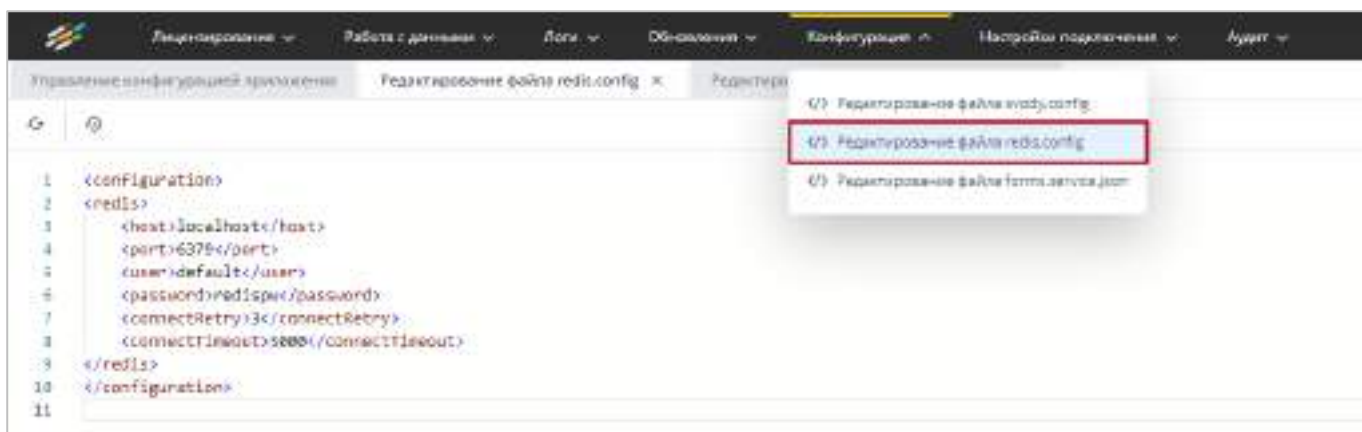 Лицензирование Работа с данными Логи Обновления Конфигурация Настройки подключения Аудит
Управление конфигурацией приложения Редактирование файла redis.config × Редактиро
</> Редактирование файла svody.config
</> Редактирование файла redis.config
</> Редактирование файла forms.service.json
1 <configuration>
2 <redis>
3 <host>localhost</host>
4 <port>6379</port>
5 <user>default</user>
6 <password>redispw</password>
7 <connectRetry>3</connectRetry>
8 <connectTimeout>5000</connectTimeout>
9 </redis>
10 </configuration>
11